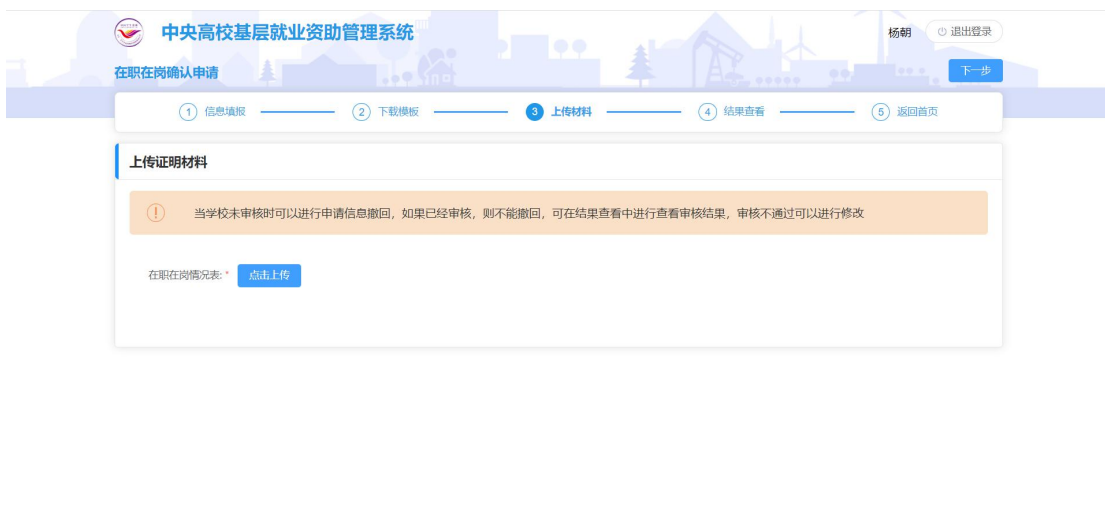 中央高校基层就业资助管理系统
杨朝
退出登录
在职在岗确认申请
下一步
1 信息填报
2 下载模板
3 上传材料
4 结果查看
5 返回首页
上传证明材料
当学校未审核时可以进行申请信息撤回，如果已经审核，则不能撤回，可在结果查看中进行查看审核结果，审核不通过可以进行修改
在职在岗情况表: *
点击上传